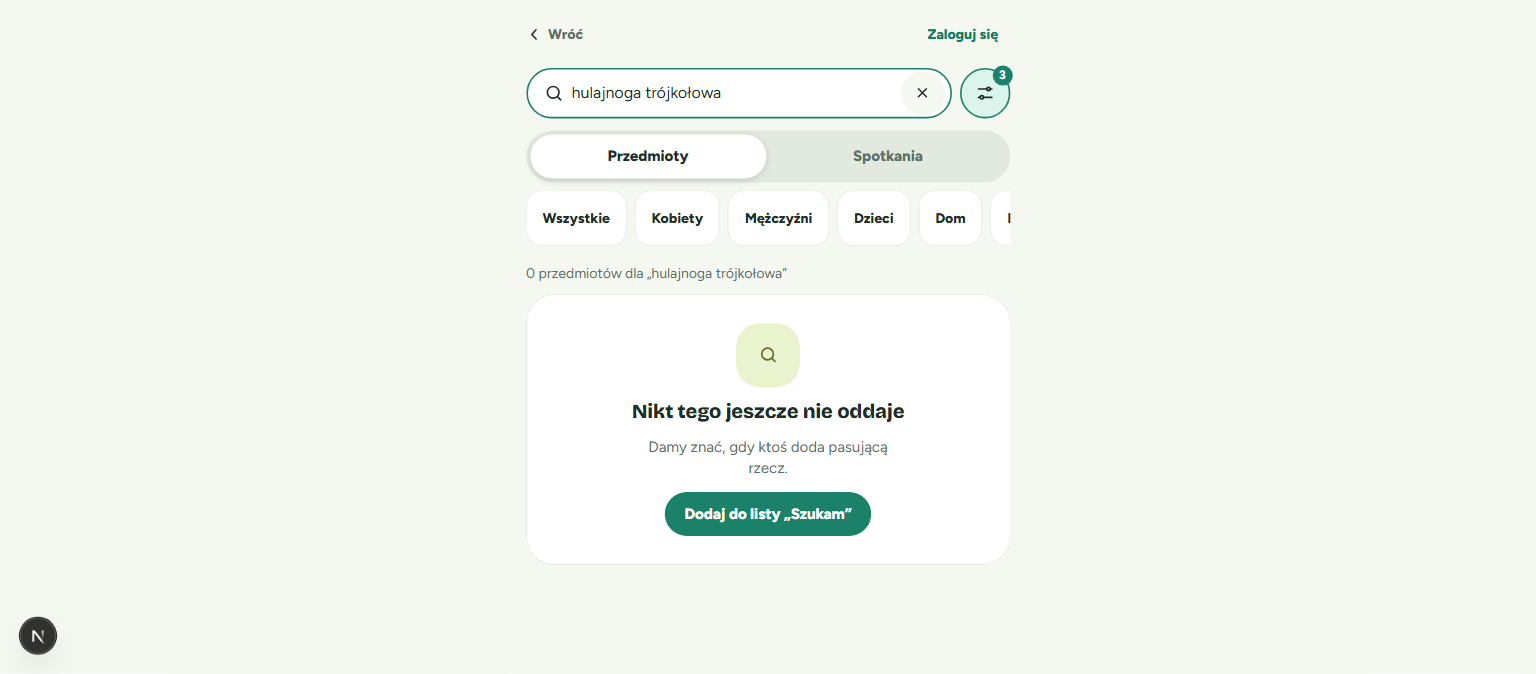 Wróć
Zaloguj się
hulajnoga trójkołowa
3
Przedmioty
Spotkania
Wszystkie
Kobiety
Mężczyźni
Dzieci
Dom
0 przedmiotów dla „hulajnoga trójkołowa”
Nikt tego jeszcze nie oddaje
Damy znać, gdy ktoś doda pasującą
rzecz.
Dodaj do listy „Szukam”
N